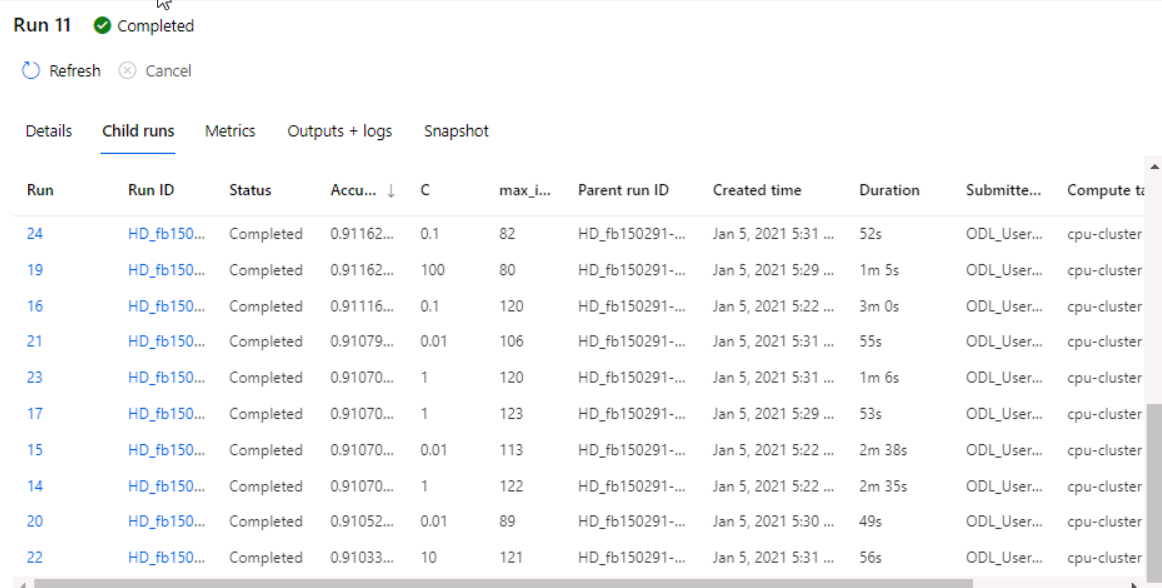 Run 11 Completed
Refresh Cancel
Details Child runs Metrics Outputs + logs Snapshot
Run Run ID Status Accu... ↓ C max_i... Parent run ID Created time Duration Submitte... Compute ta
24 HD_fb150... Completed 0.91162... 0.1 82 HD_fb150291-... Jan 5, 2021 5:31 ... 52s ODL_User... cpu-cluster
19 HD_fb150... Completed 0.91162... 100 80 HD_fb150291-... Jan 5, 2021 5:29 ... 1m 5s ODL_User... cpu-cluster
16 HD_fb150... Completed 0.91116... 0.1 120 HD_fb150291-... Jan 5, 2021 5:22 ... 3m 0s ODL_User... cpu-cluster
21 HD_fb150... Completed 0.91079... 0.01 106 HD_fb150291-... Jan 5, 2021 5:31 ... 55s ODL_User... cpu-cluster
23 HD_fb150... Completed 0.91070... 1 120 HD_fb150291-... Jan 5, 2021 5:31 ... 1m 6s ODL_User... cpu-cluster
17 HD_fb150... Completed 0.91070... 1 123 HD_fb150291-... Jan 5, 2021 5:29 ... 53s ODL_User... cpu-cluster
15 HD_fb150... Completed 0.91070... 0.01 113 HD_fb150291-... Jan 5, 2021 5:22 ... 2m 38s ODL_User... cpu-cluster
14 HD_fb150... Completed 0.91070... 1 122 HD_fb150291-... Jan 5, 2021 5:22 ... 2m 35s ODL_User... cpu-cluster
20 HD_fb150... Completed 0.91052... 0.01 89 HD_fb150291-... Jan 5, 2021 5:30 ... 49s ODL_User... cpu-cluster
22 HD_fb150... Completed 0.91033... 10 121 HD_fb150291-... Jan 5, 2021 5:31 ... 56s ODL_User... cpu-cluster